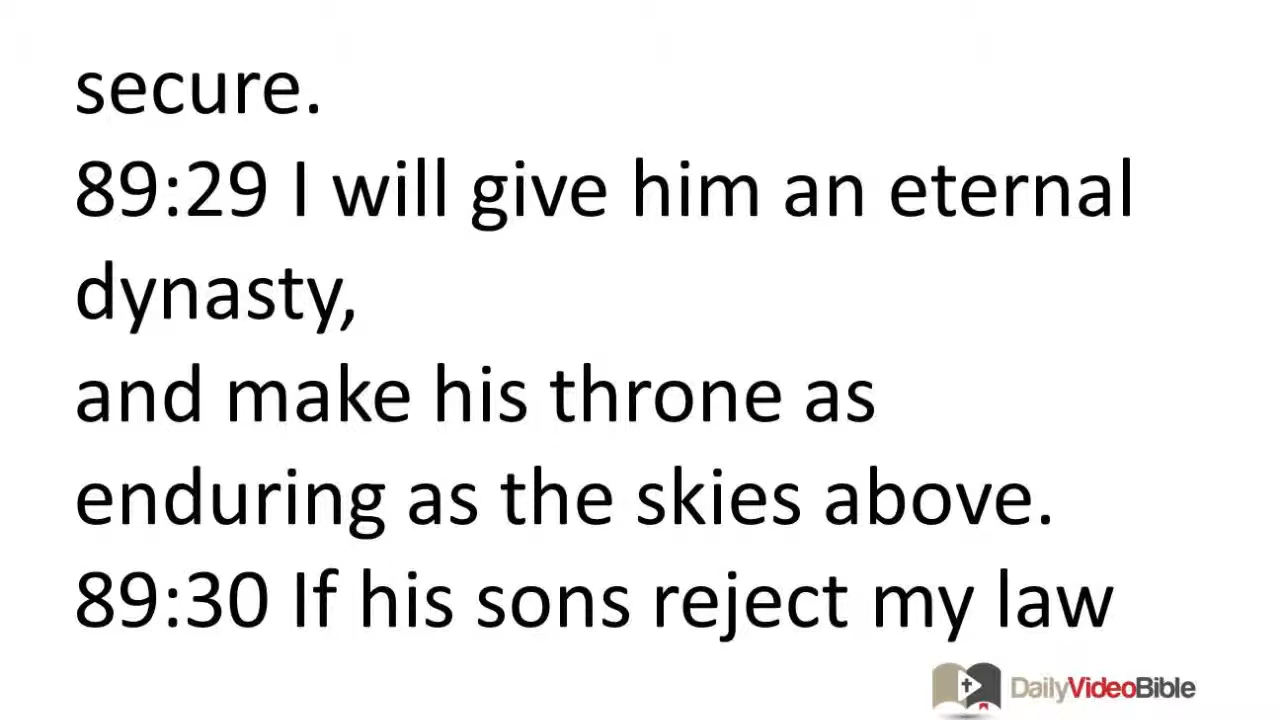 secure.
89:29 I will give him an eternal
dynasty,
and make his throne as
enduring as the skies above.
89:30 If his sons reject my law
DailyVideoBible